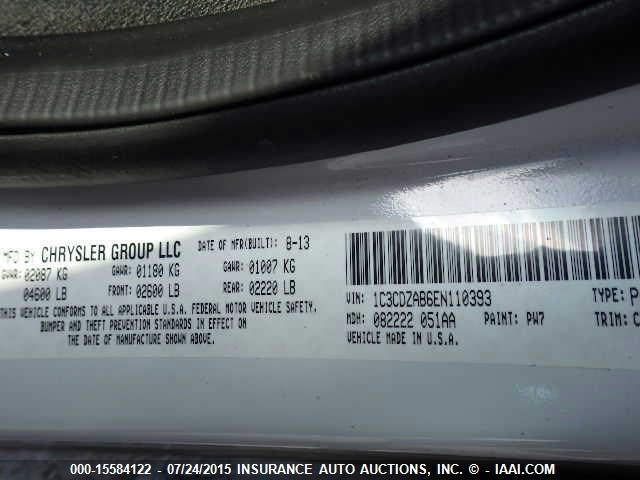 MFD BY CHRYSLER GROUP LLC DATE OF MFR(BUILT): 8-13
GVWR: 02087 KG GAWR: 01180 KG GAWR: 01007 KG
04600 LB FRONT: 02600 LB REAR: 02220 LB
THIS VEHICLE CONFORMS TO ALL APPLICABLE U.S.A. FEDERAL MOTOR VEHICLE SAFETY,
BUMPER AND THEFT PREVENTION STANDARDS IN EFFECT ON
THE DATE OF MANUFACTURE SHOWN ABOVE.
VIN: 1C3CDZAB6EN110393 TYPE: P
MDH: 082222 051AA PAINT: PW7 TRIM: C
VEHICLE MADE IN U.S.A.
000-15584122 - 07/24/2015 INSURANCE AUTO AUCTIONS, INC. - © IAAI.COM